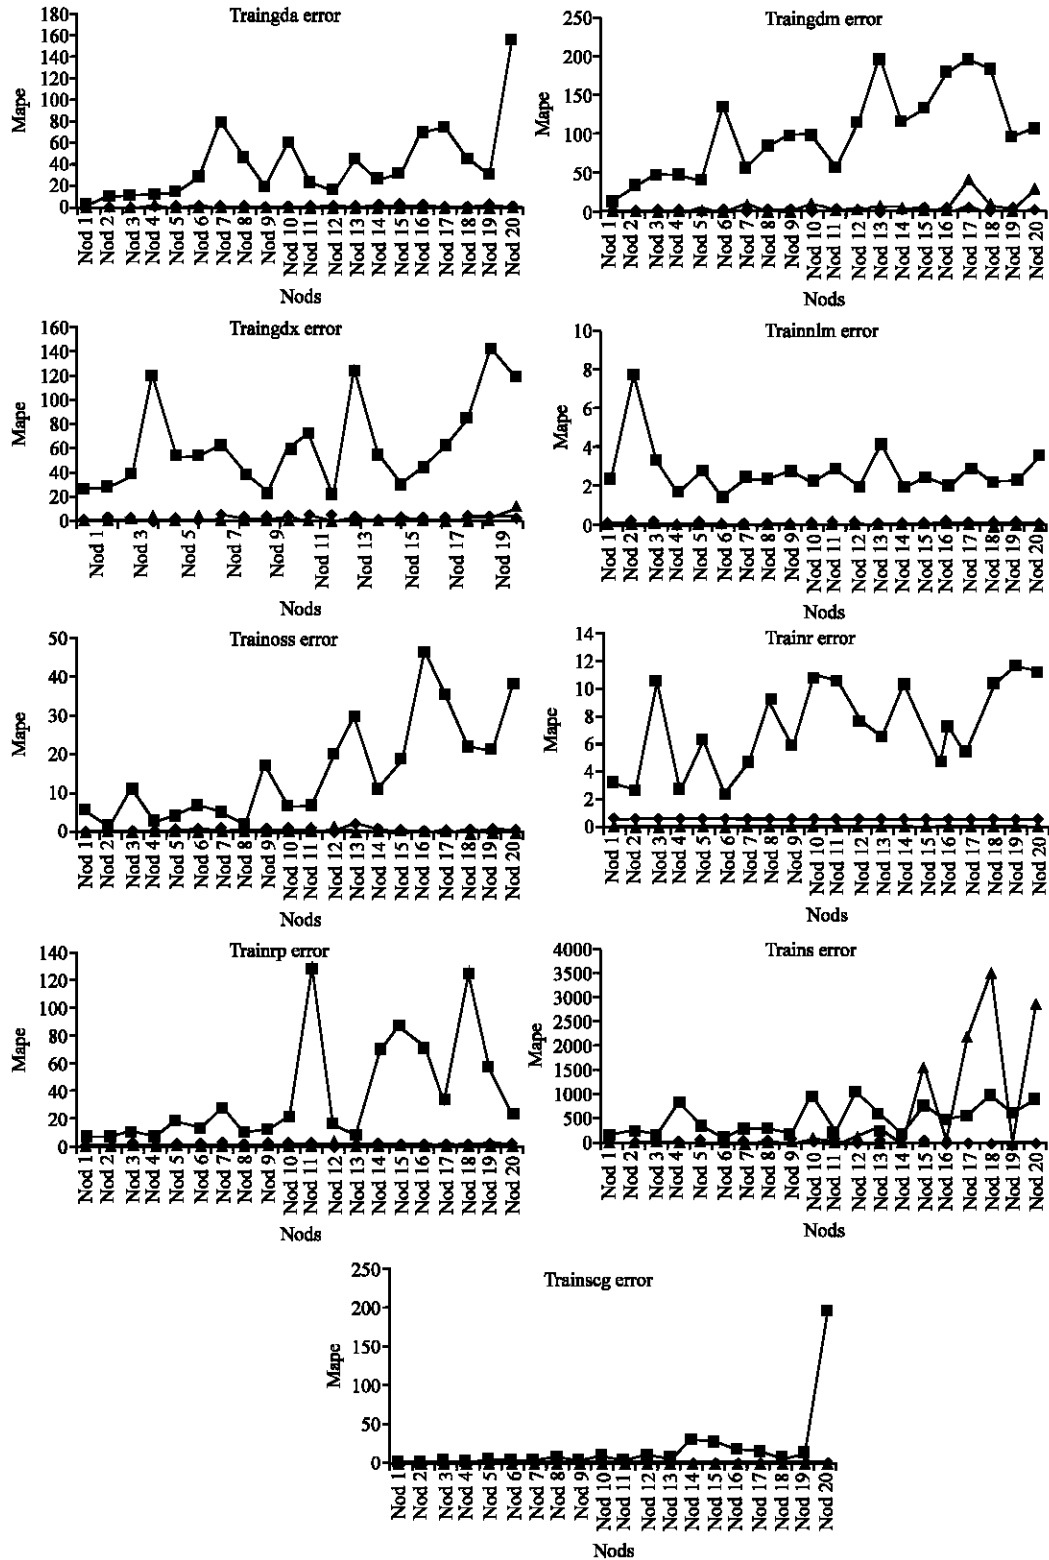 Traingda error
Mape
180
160
140
120
100
80
60
40
20
0
Nod 1
Nod 2
Nod 3
Nod 4
Nod 5
Nod 6
Nod 7
Nod 8
Nod 9
Nod 10
Nod 11
Nod 12
Nod 13
Nod 14
Nod 15
Nod 16
Nod 17
Nod 18
Nod 19
Nod 20
Nods
Traingdm error
Mape
250
200
150
100
50
0
Nod 1
Nod 2
Nod 3
Nod 4
Nod 5
Nod 6
Nod 7
Nod 8
Nod 9
Nod 10
Nod 11
Nod 12
Nod 13
Nod 14
Nod 15
Nod 16
Nod 17
Nod 18
Nod 19
Nod 20
Nods
Traingdx error
Mape
160
140
120
100
80
60
40
20
0
Nod 1
Nod 3
Nod 5
Nod 7
Nod 9
Nod 11
Nod 13
Nod 15
Nod 17
Nod 19
Nods
Trainnlm error
Mape
10
8
6
4
2
0
Nod 1
Nod 2
Nod 3
Nod 4
Nod 5
Nod 6
Nod 7
Nod 8
Nod 9
Nod 10
Nod 11
Nod 12
Nod 13
Nod 14
Nod 15
Nod 16
Nod 17
Nod 18
Nod 19
Nod 20
Nods
Trainoss error
Mape
50
40
30
20
10
0
Nod 1
Nod 2
Nod 3
Nod 4
Nod 5
Nod 6
Nod 7
Nod 8
Nod 9
Nod 10
Nod 11
Nod 12
Nod 13
Nod 14
Nod 15
Nod 16
Nod 17
Nod 18
Nod 19
Nod 20
Nods
Trainr error
Mape
14
12
10
8
6
4
2
0
Nod 1
Nod 2
Nod 3
Nod 4
Nod 5
Nod 6
Nod 7
Nod 8
Nod 9
Nod 10
Nod 11
Nod 12
Nod 13
Nod 14
Nod 15
Nod 16
Nod 17
Nod 18
Nod 19
Nod 20
Nods
Trainrp error
Mape
140
120
100
80
60
40
20
0
Nod 1
Nod 2
Nod 3
Nod 4
Nod 5
Nod 6
Nod 7
Nod 8
Nod 9
Nod 10
Nod 11
Nod 12
Nod 13
Nod 14
Nod 15
Nod 16
Nod 17
Nod 18
Nod 19
Nod 20
Nods
Trains error
Mape
4000
3500
3000
2500
2000
1500
1000
500
0
Nod 1
Nod 2
Nod 3
Nod 4
Nod 5
Nod 6
Nod 7
Nod 8
Nod 9
Nod 10
Nod 11
Nod 12
Nod 13
Nod 14
Nod 15
Nod 16
Nod 17
Nod 18
Nod 19
Nod 20
Nods
Trainscg error
Mape
250
200
150
100
50
0
Nod 1
Nod 2
Nod 3
Nod 4
Nod 5
Nod 6
Nod 7
Nod 8
Nod 9
Nod 10
Nod 11
Nod 12
Nod 13
Nod 14
Nod 15
Nod 16
Nod 17
Nod 18
Nod 19
Nod 20
Nods